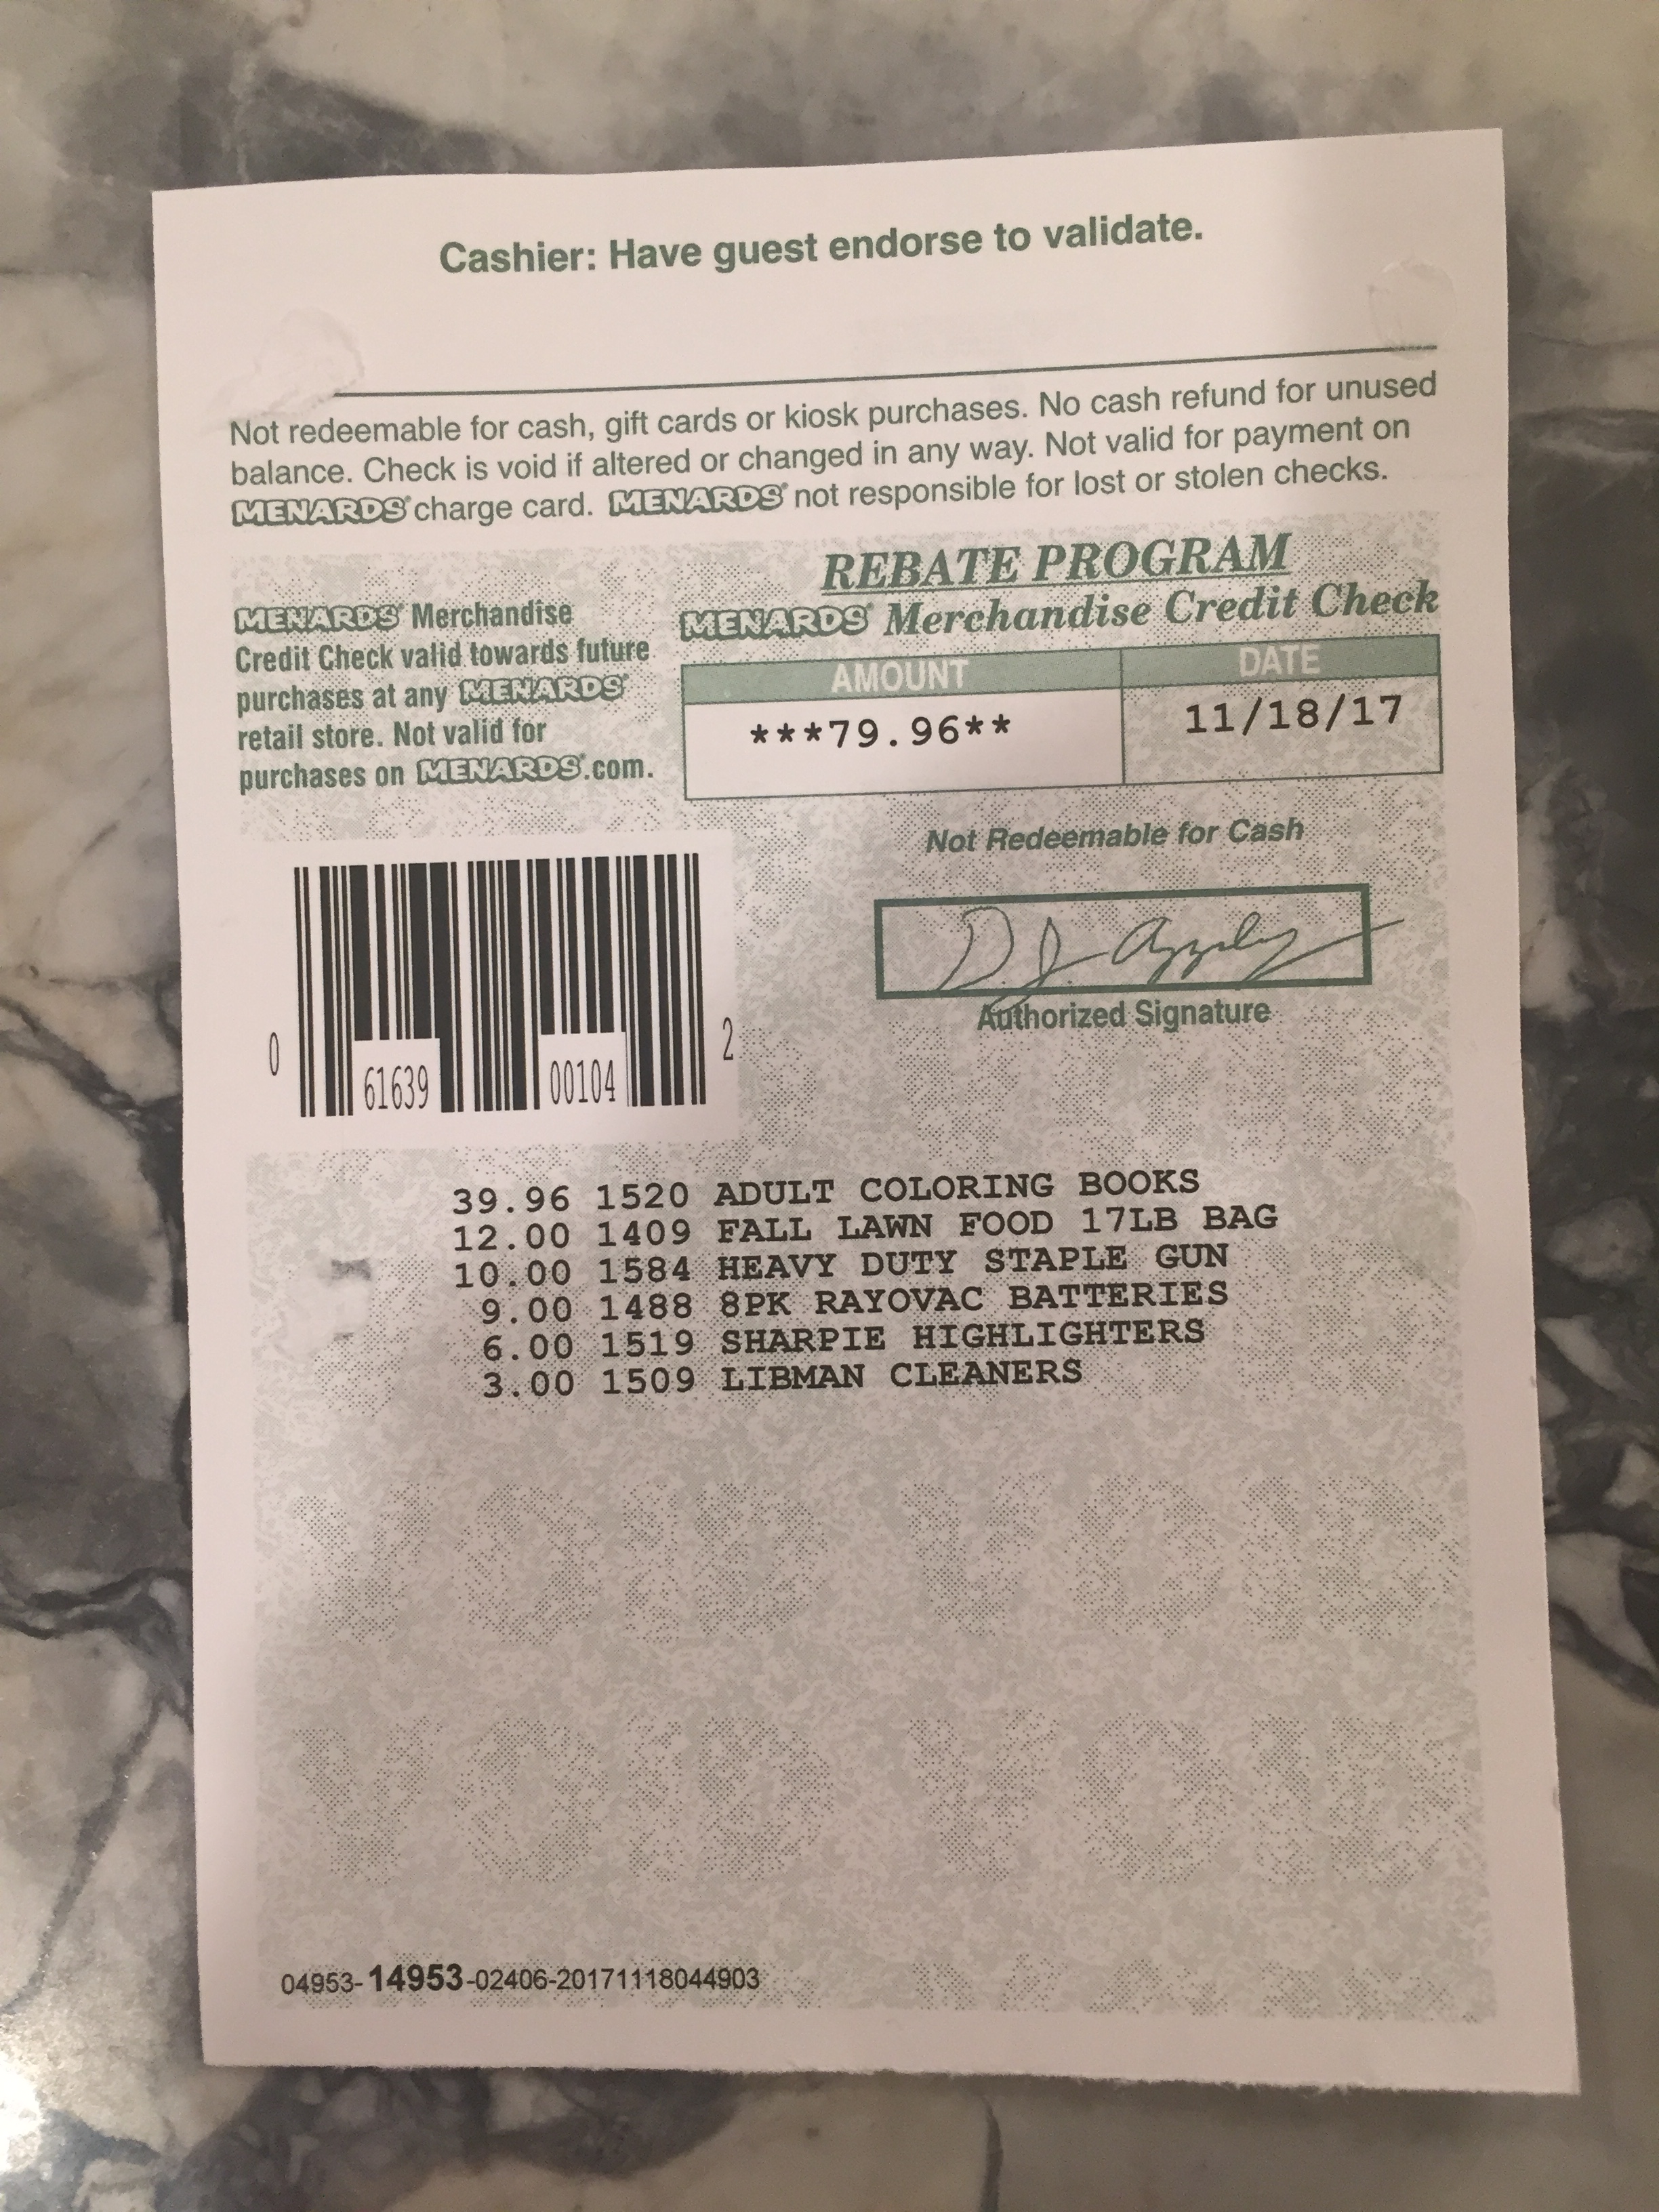 Cashier: Have guest endorse to validate.
Not redeemable for cash, gift cards or kiosk purchases. No cash refund for unused
balance. Check is void if altered or changed in any way. Not valid for payment on
MENARDS® charge card. MENARDS® not responsible for lost or stolen checks.
REBATE PROGRAM
MENARDS® Merchandise Credit Check
MENARDS® Merchandise
Credit Check valid towards future
purchases at any MENARDS®
retail store. Not valid for
purchases on MENARDS®.com.
AMOUNT DATE
***79.96** 11/18/17
Not Redeemable for Cash
Authorized Signature
0 61639 00104 2
39.96 1520 ADULT COLORING BOOKS
12.00 1409 FALL LAWN FOOD 17LB BAG
10.00 1584 HEAVY DUTY STAPLE GUN
9.00 1488 8PK RAYOVAC BATTERIES
6.00 1519 SHARPIE HIGHLIGHTERS
3.00 1509 LIBMAN CLEANERS
VOID VOID
VOID VOID
04953-14953-02406-20171118044903